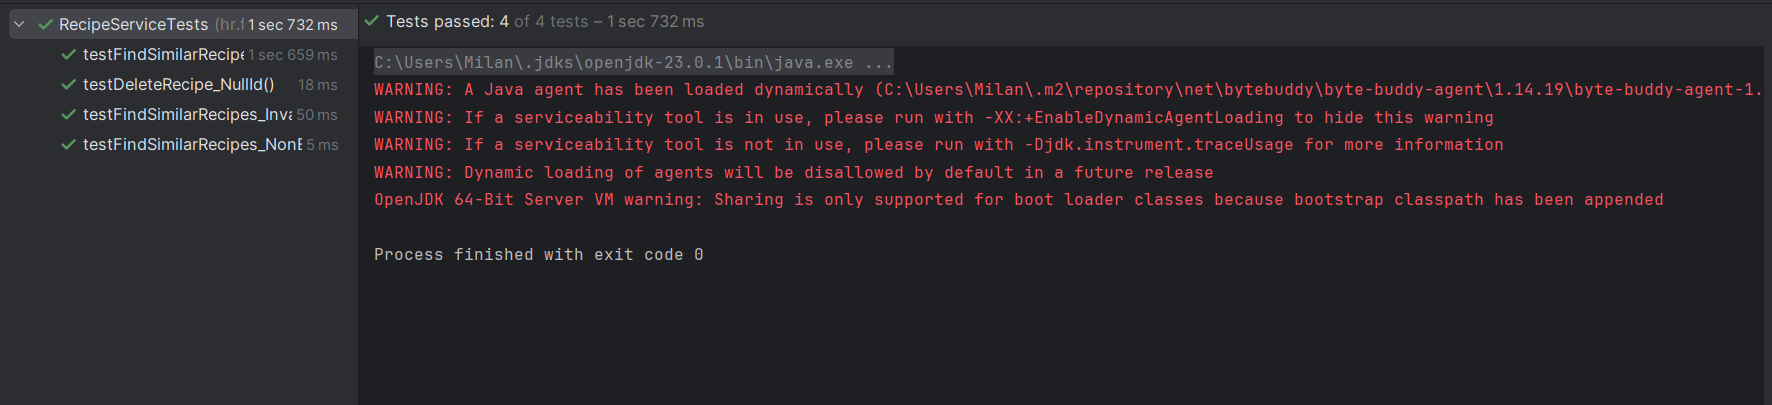 RecipeServiceTests (hr.f 1 sec 732 ms
testFindSimilarRecipe 1 sec 659 ms
testDeleteRecipe_NullId() 18 ms
testFindSimilarRecipes_Inva 50 ms
testFindSimilarRecipes_NonE 5 ms
Tests passed: 4 of 4 tests – 1 sec 732 ms
C:\Users\Milan\.jdks\openjdk-23.0.1\bin\java.exe ...
WARNING: A Java agent has been loaded dynamically (C:\Users\Milan\.m2\repository\net\bytebuddy\byte-buddy-agent\1.14.19\byte-buddy-agent-1.
WARNING: If a serviceability tool is in use, please run with -XX:+EnableDynamicAgentLoading to hide this warning
WARNING: If a serviceability tool is not in use, please run with -Djdk.instrument.traceUsage for more information
WARNING: Dynamic loading of agents will be disallowed by default in a future release
OpenJDK 64-Bit Server VM warning: Sharing is only supported for boot loader classes because bootstrap classpath has been appended
Process finished with exit code 0